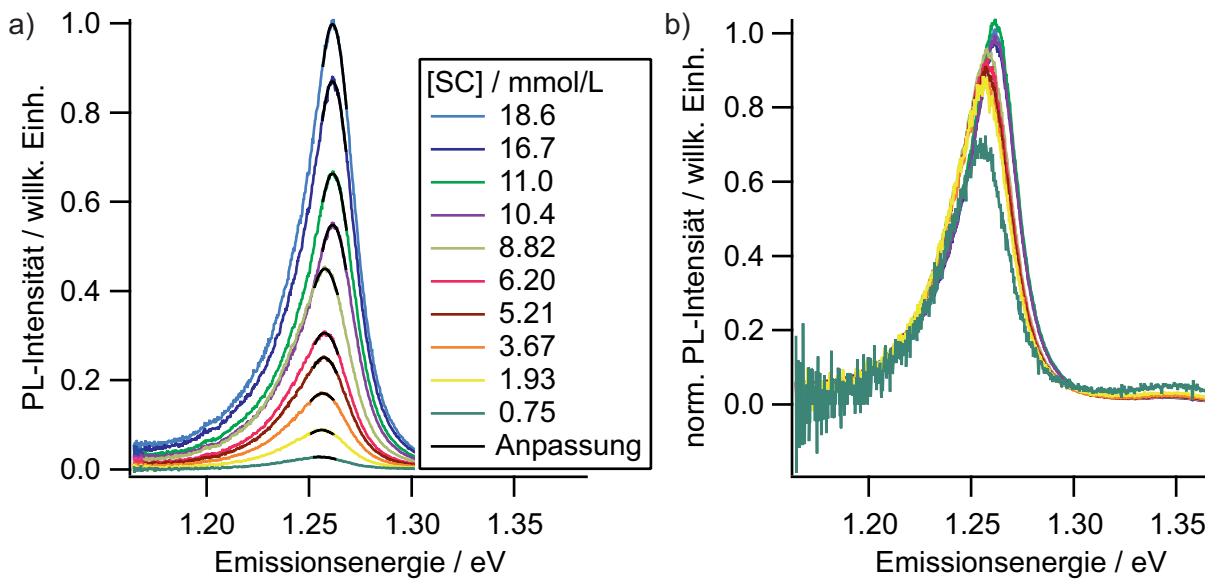 a)
PL-Intensität / willk. Einh.
1.0
0.8
0.6
0.4
0.2
0.0
1.20 1.25 1.30 1.35
Emissionsenergie / eV
[SC] / mmol/L
18.6
16.7
11.0
10.4
8.82
6.20
5.21
3.67
1.93
0.75
Anpassung
b)
norm. PL-Intensiät / willk. Einh.
1.0
0.8
0.6
0.4
0.2
0.0
1.20 1.25 1.30 1.35
Emissionsenergie / eV